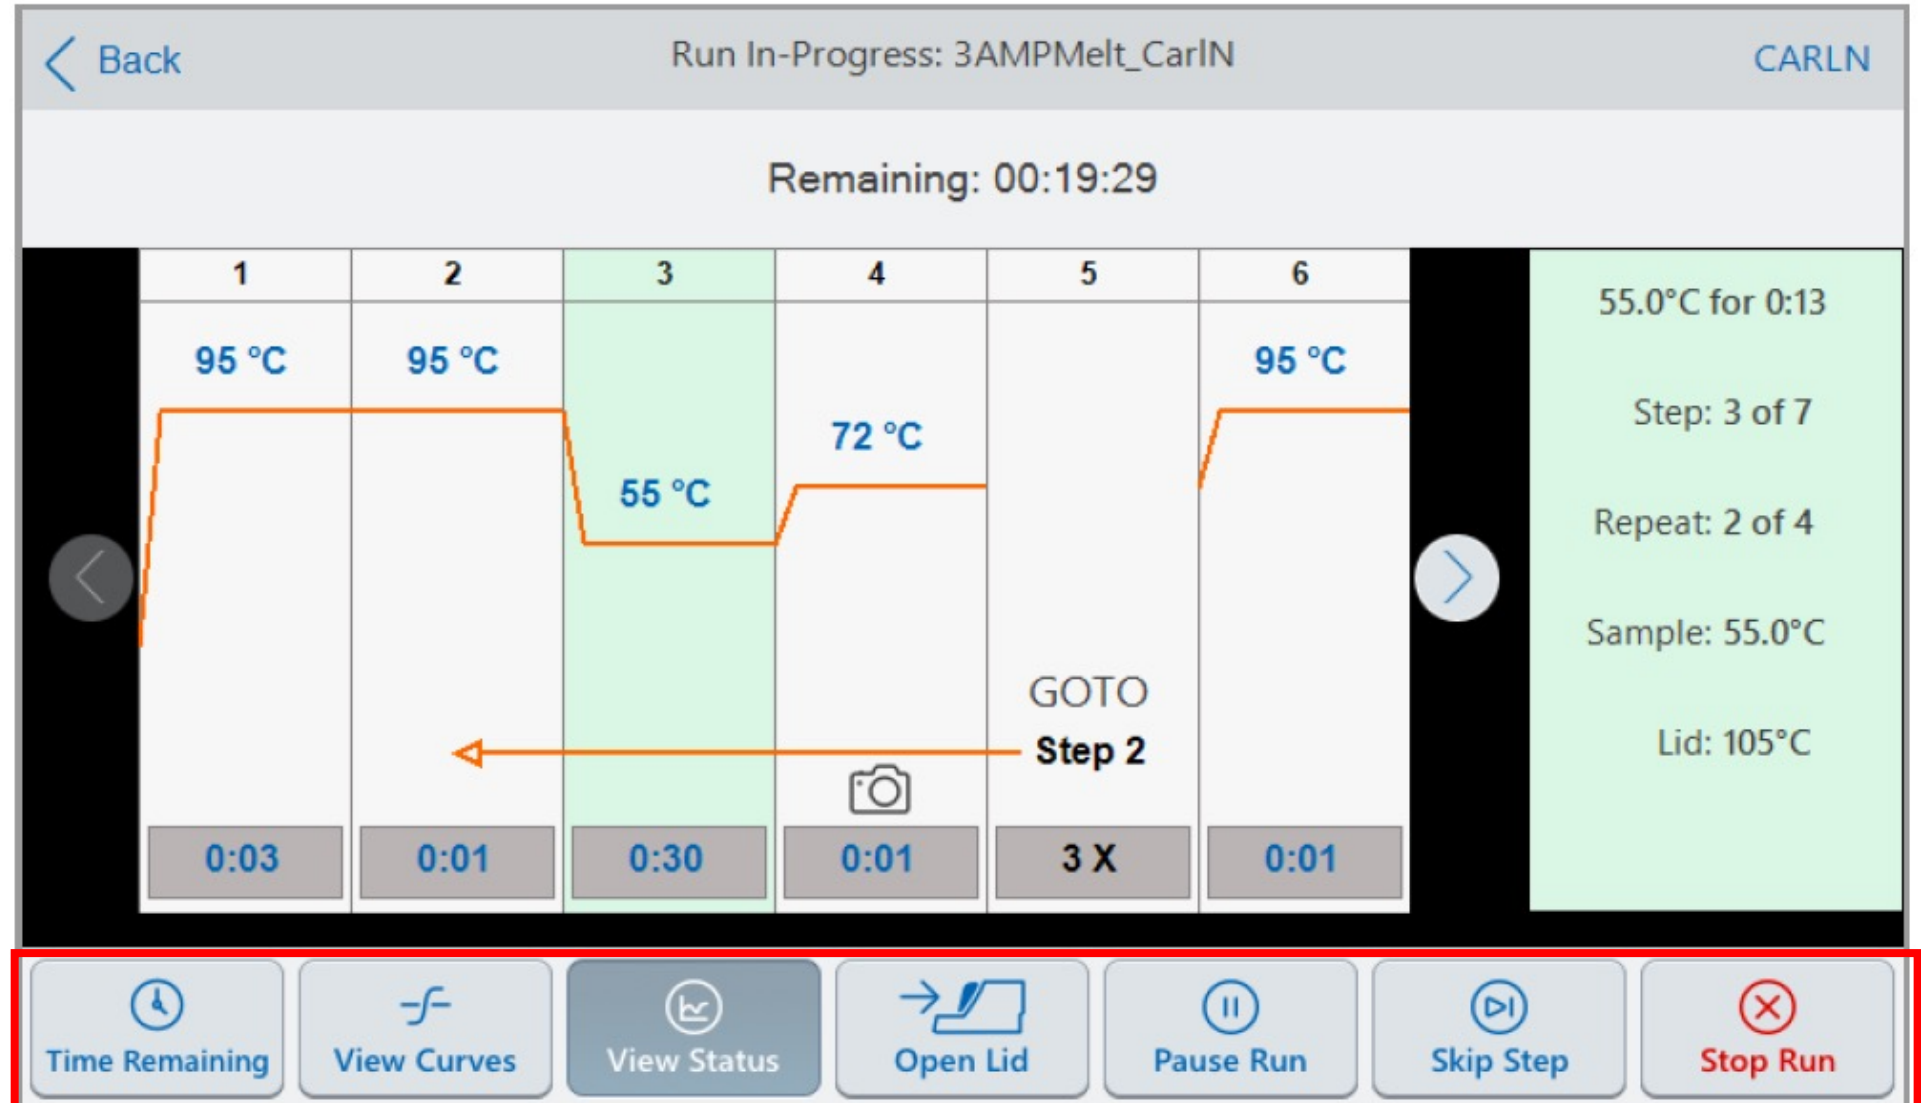 Back
Run In-Progress: 3AMPMelt_CarlN
CARLN
Remaining: 00:19:29
1 2 3 4 5 6
95 °C 95 °C 55 °C 72 °C 95 °C
GOTO
Step 2
0:03 0:01 0:30 0:01 3 X 0:01
55.0°C for 0:13
Step: 3 of 7
Repeat: 2 of 4
Sample: 55.0°C
Lid: 105°C
Time Remaining
View Curves
View Status
Open Lid
Pause Run
Skip Step
Stop Run